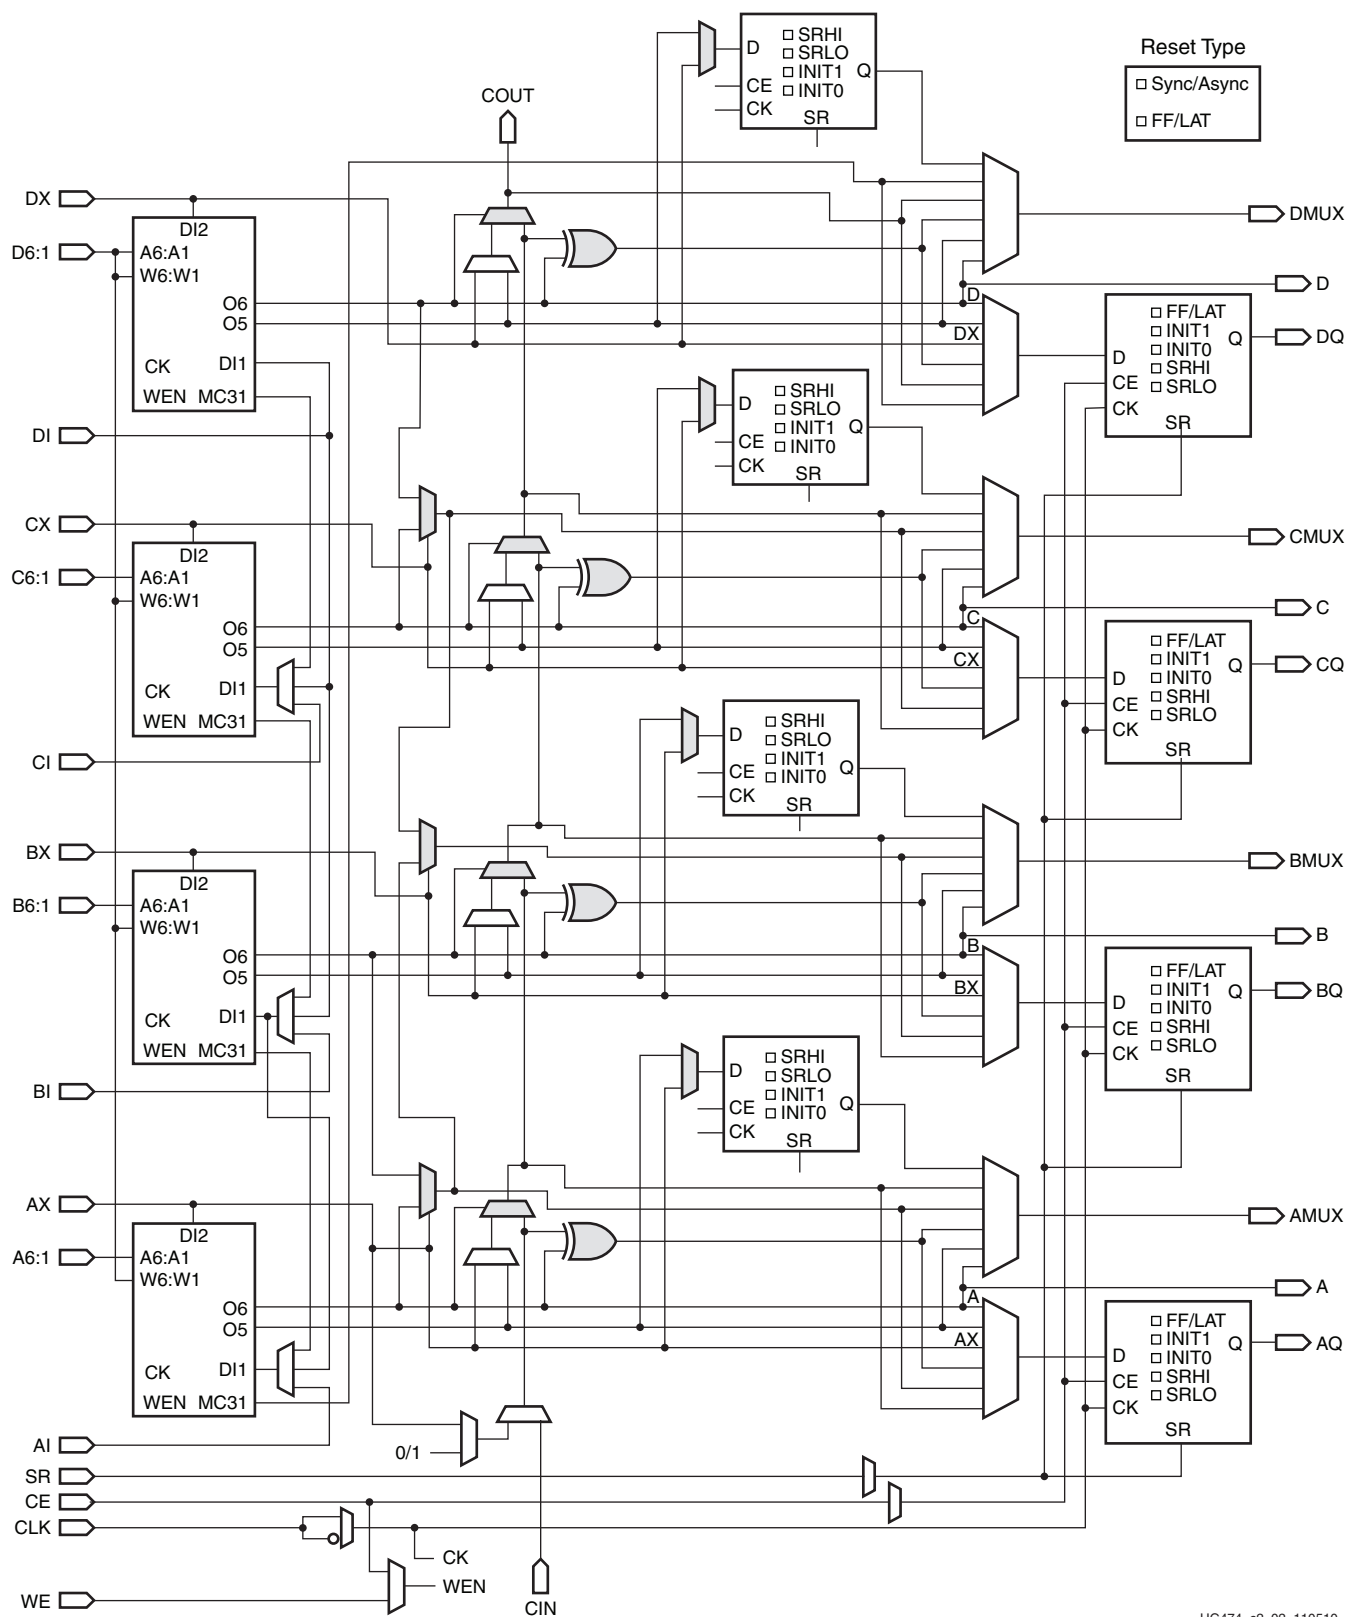 Reset Type
Sync/Async
FF/LAT
COUT
D
CE
CK
SRHI
SRLO
INIT1
INIT0
Q
SR
DX
D6:1
DI2
A6:A1
W6:W1
O6
O5
CK
DI1
WEN MC31
DI
DMUX
D
D
DX
FF/LAT
INIT1
INIT0
SRHI
SRLO
D
CE
CK
Q
SR
DQ
D
CE
CK
SRHI
SRLO
INIT1
INIT0
Q
SR
CX
C6:1
DI2
A6:A1
W6:W1
O6
O5
CK
DI1
WEN MC31
CI
CMUX
C
C
CX
FF/LAT
INIT1
INIT0
SRHI
SRLO
D
CE
CK
Q
SR
CQ
D
CE
CK
SRHI
SRLO
INIT1
INIT0
Q
SR
BX
B6:1
DI2
A6:A1
W6:W1
O6
O5
CK
DI1
WEN MC31
BI
BMUX
B
B
BX
FF/LAT
INIT1
INIT0
SRHI
SRLO
D
CE
CK
Q
SR
BQ
D
CE
CK
SRHI
SRLO
INIT1
INIT0
Q
SR
AX
A6:1
DI2
A6:A1
W6:W1
O6
O5
CK
DI1
WEN MC31
AI
AMUX
A
A
AX
FF/LAT
INIT1
INIT0
SRHI
SRLO
D
CE
CK
Q
SR
AQ
0/1
SR
CE
CLK
CK
WEN
WE
CIN